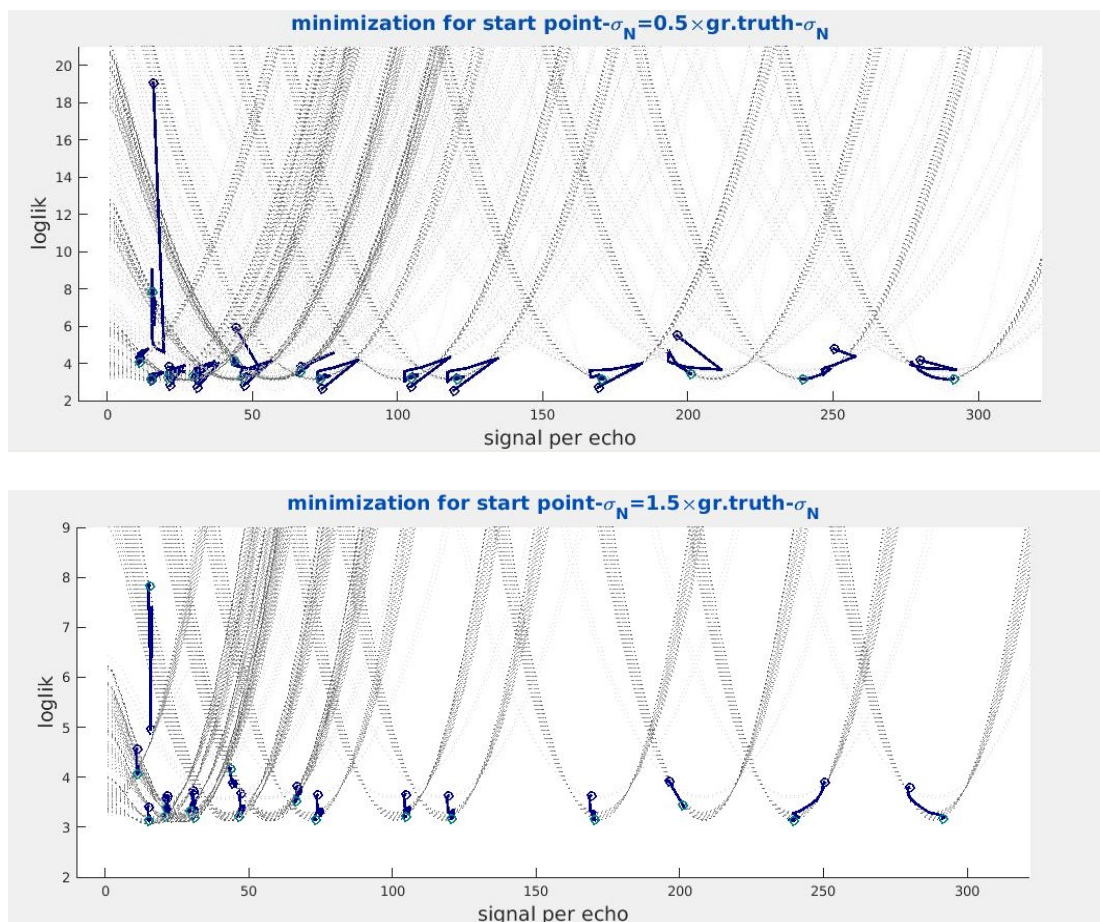 minimization for start point-σN=0.5×gr.truth-σN
20
18
16
14
12
10
8
6
4
2
loglik
0 50 100 150 200 250 300
signal per echo
minimization for start point-σN=1.5×gr.truth-σN
9
8
7
6
5
4
3
2
loglik
0 50 100 150 200 250 300
signal per echo